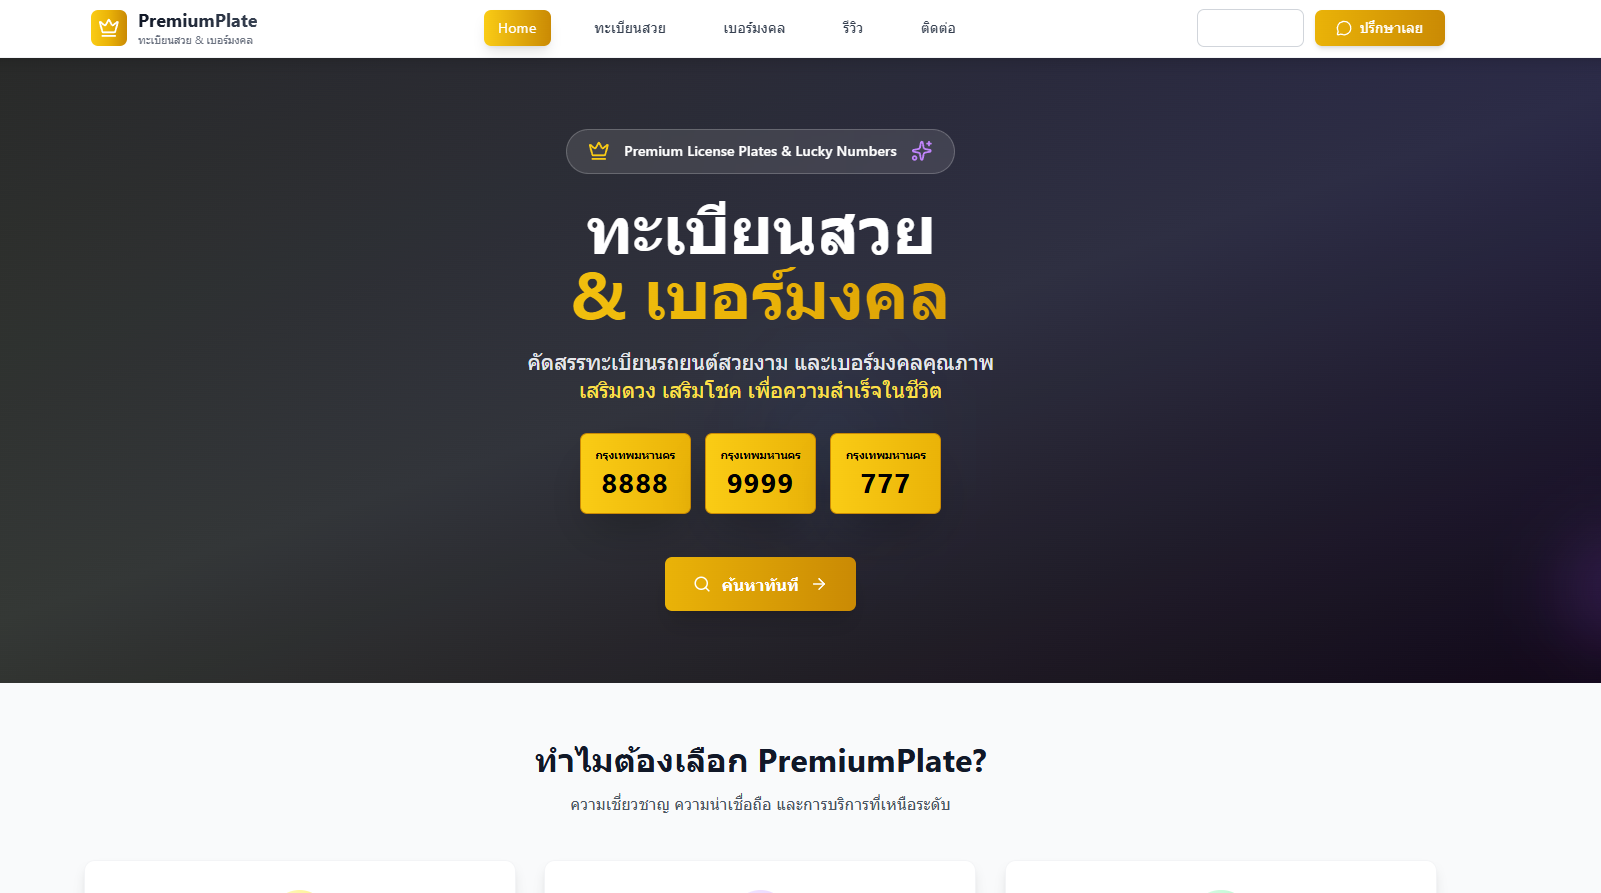 PremiumPlate
ทะเบียนสวย & เบอร์มงคล
Home
ทะเบียนสวย
เบอร์มงคล
รีวิว
ติดต่อ
ปรึกษาเลย
Premium License Plates & Lucky Numbers
ทะเบียนสวย
& เบอร์มงคล
คัดสรรทะเบียนรถยนต์สวยงาม และเบอร์มงคลคุณภาพ
เสริมดวง เสริมโชค เพื่อความสำเร็จในชีวิต
กรุงเทพมหานคร
8888
กรุงเทพมหานคร
9999
กรุงเทพมหานคร
777
ค้นหาทันที
ทำไมต้องเลือก PremiumPlate?
ความเชี่ยวชาญ ความน่าเชื่อถือ และการบริการที่เหนือระดับ